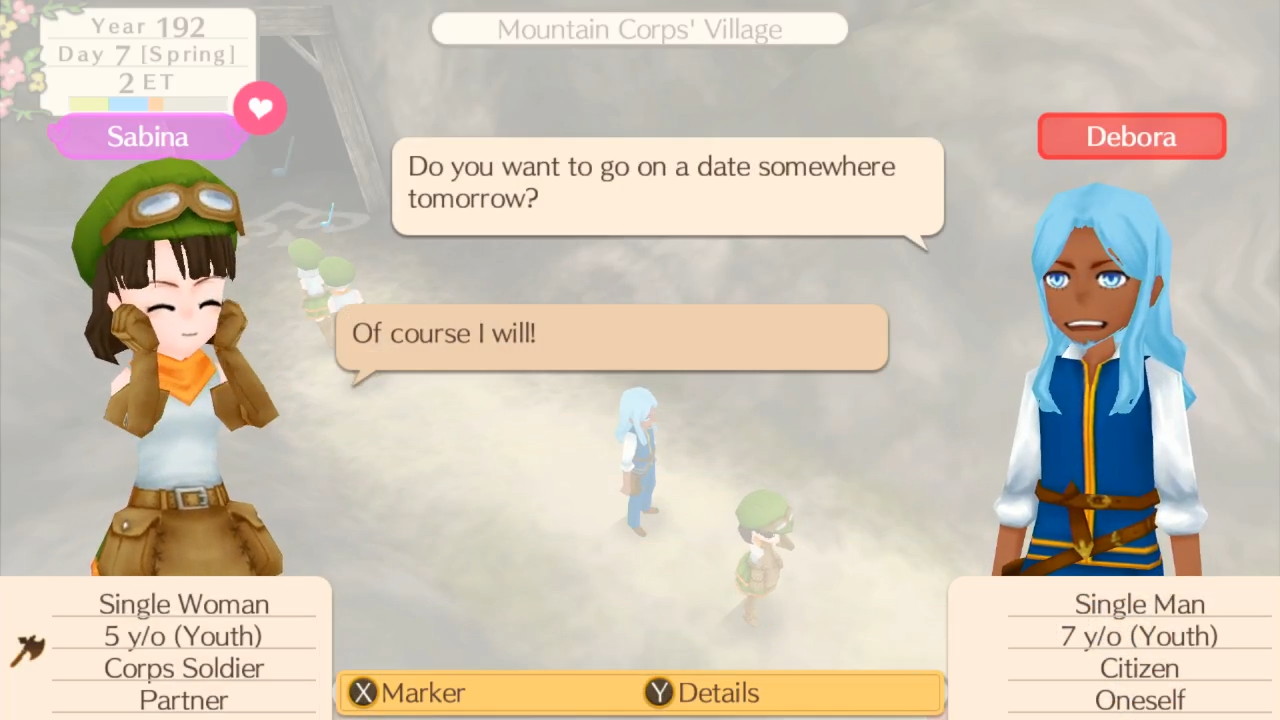 Year 192
Day 7 [Spring]
2 ET
Mountain Corps' Village
Sabina
Debora
Do you want to go on a date somewhere
tomorrow?
Of course I will!
Single Woman
5 y/o (Youth)
Corps Soldier
Partner
X Marker
Y Details
Single Man
7 y/o (Youth)
Citizen
Oneself